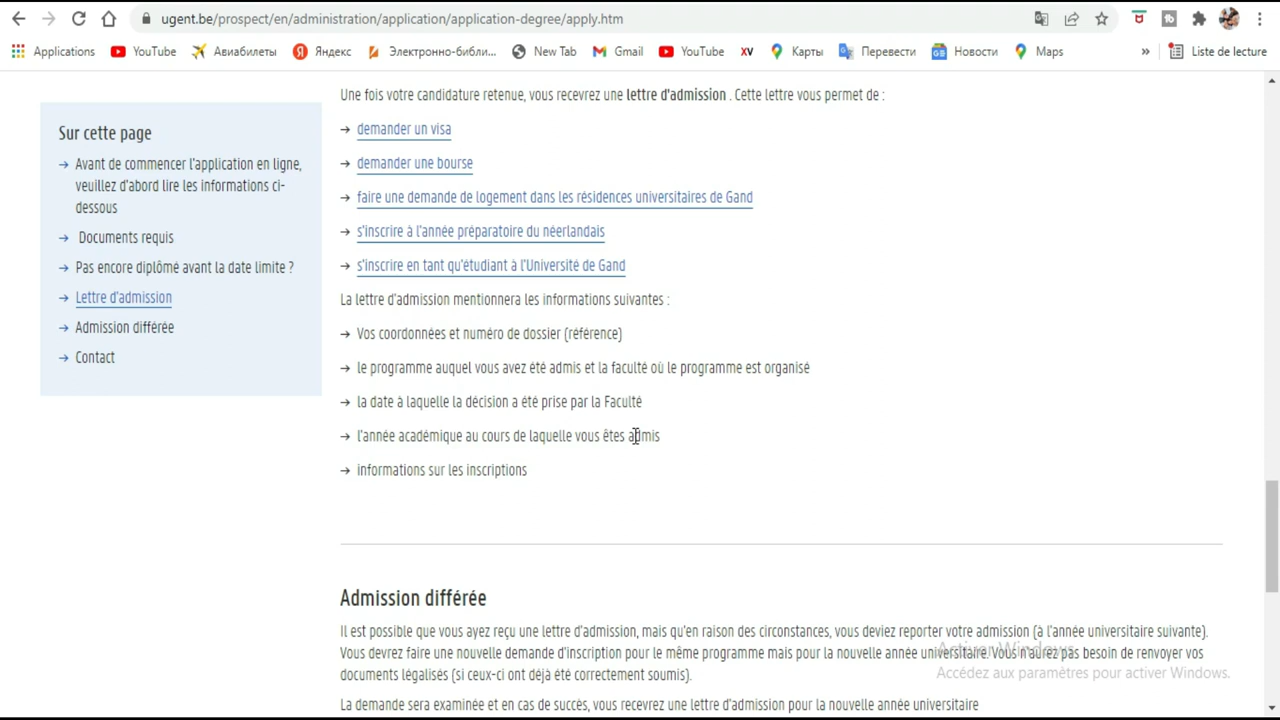 ugent.be/prospect/en/administration/application/application-degree/apply.htm
Applications YouTube Авиабилеты Яндекс Электронно-библи... New Tab Gmail YouTube XV Карты Перевести Новости Maps » Liste de lecture
Sur cette page
→ Avant de commencer l'application en ligne,
veuillez d'abord lire les informations ci-
dessous
→ Documents requis
→ Pas encore diplômé avant la date limite ?
→ Lettre d'admission
→ Admission différée
→ Contact
Une fois votre candidature retenue, vous recevrez une lettre d'admission . Cette lettre vous permet de :
→ demander un visa
→ demander une bourse
→ faire une demande de logement dans les résidences universitaires de Gand
→ s'inscrire à l'année préparatoire du néerlandais
→ s'inscrire en tant qu'étudiant à l'Université de Gand
La lettre d'admission mentionnera les informations suivantes :
→ Vos coordonnées et numéro de dossier (référence)
→ le programme auquel vous avez été admis et la faculté où le programme est organisé
→ la date à laquelle la décision a été prise par la Faculté
→ l'année académique au cours de laquelle vous êtes admis
→ informations sur les inscriptions
Admission différée
Il est possible que vous ayez reçu une lettre d'admission, mais qu'en raison des circonstances, vous deviez reporter votre admission (à l'année universitaire suivante).
Vous devrez faire une nouvelle demande d'inscription pour le même programme mais pour la nouvelle année universitaire. Vous n'aurez pas besoin de renvoyer vos
documents légalisés (si ceux-ci ont déjà été correctement soumis).
La demande sera examinée et en cas de succès, vous recevrez une lettre d'admission pour la nouvelle année universitaire
Activer Windows
Accédez aux paramètres pour activer Windows.